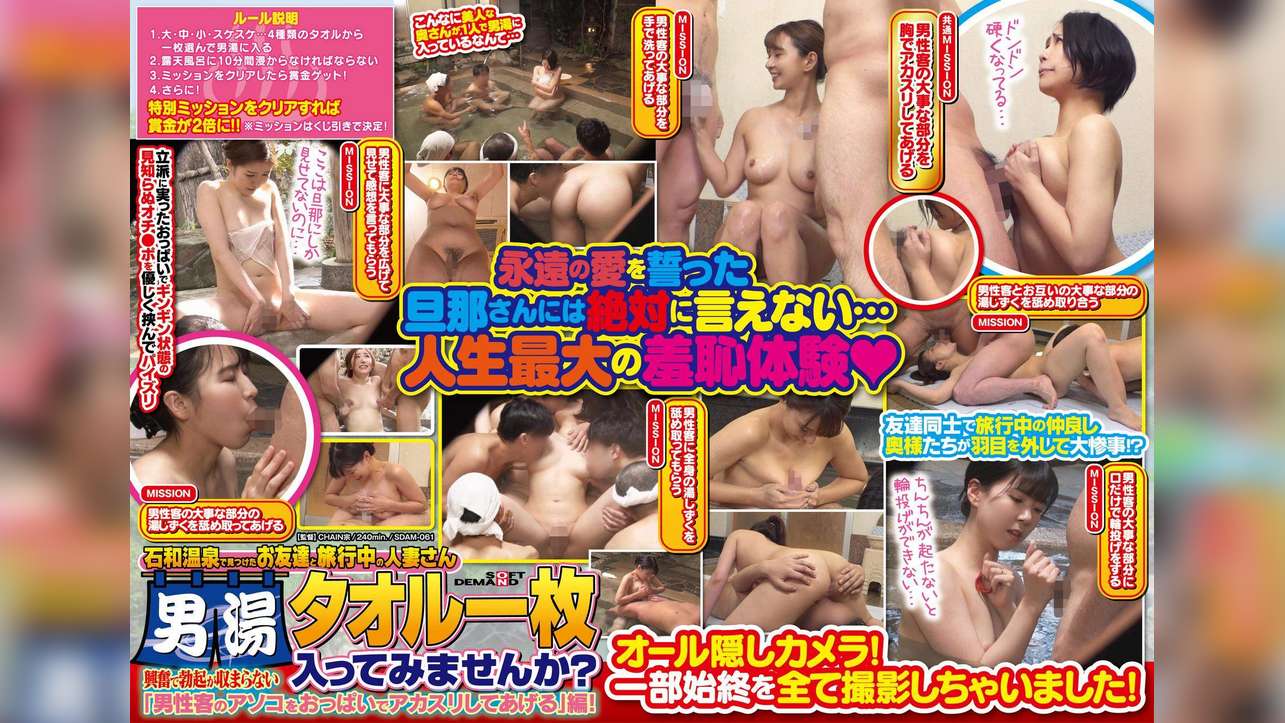 ルール説明
1.大・中・小・スケスケ…4種類のタオルから
一枚選んで男湯に入る
2.露天風呂に10分間浸からなければならない
3.ミッションをクリアしたら賞金ゲット!
4.さらに!
特別ミッションをクリアすれば
賞金が2倍に!! ※ミッションはくじ引きで決定!
こんなに美人な
奥さんが1人で男湯に
入っているなんて…
MISSION
男性客の大事な部分を
手で洗ってあげる
共通MISSION
男性客の大事な部分を
胸でアカスリしてあげる
ドンドン
硬くなってる…
立派に実ったおっぱいでギンギン状態の
見知らぬオチ●ポを優しく挟んでパイズリ
ここは旦那にしか
見せてないのに…
MISSION
男性客に大事な部分を広げて
見せて感想を言ってもらう
永遠の愛を誓った
旦那さんには絶対に言えない…
人生最大の羞恥体験♥
男性客とお互いの大事な部分の
湯しずくを舐め取り合う
MISSION
友達同士で旅行中の仲良し
奥様たちが羽目を外して大惨事!?
MISSION
男性客の大事な部分の
湯しずくを舐め取ってあげる
MISSION
男性客に全身の湯しずくを
舐め取ってもらう
ちんちんが起たないと
輪投げができない…
MISSION
男性客の大事な部分に
口だけで輪投げをする
【監督】CHAIN宗/240min./SDAM-061
石和温泉で見つけたお友達と旅行中の人妻さん
SOFT ON DEMAND
男湯
タオル一枚
入ってみませんか?
興奮で勃起が収まらない
「男性客のアソコをおっぱいでアカスリしてあげる」編!
オール隠しカメラ!
一部始終を全て撮影しちゃいました!